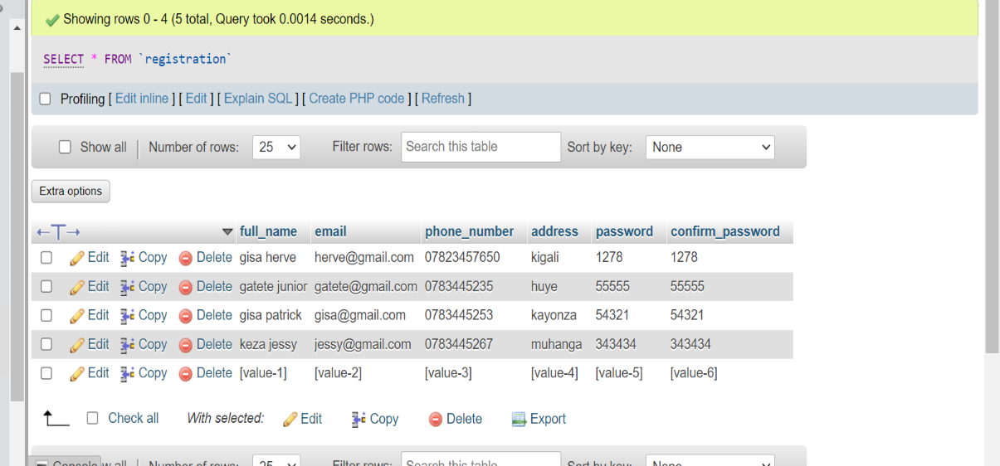 Showing rows 0 - 4 (5 total, Query took 0.0014 seconds.)
SELECT * FROM `registration`
Profiling [ Edit inline ] [ Edit ] [ Explain SQL ] [ Create PHP code ] [ Refresh ]
Show all | Number of rows: 25 Filter rows: Search this table Sort by key: None
Extra options
←T→ full_name email phone_number address password confirm_password
Edit Copy Delete gisa herve herve@gmail.com 07823457650 kigali 1278 1278
Edit Copy Delete gatete junior gatete@gmail.com 0783445235 huye 55555 55555
Edit Copy Delete gisa patrick gisa@gmail.com 0783445253 kayonza 54321 54321
Edit Copy Delete keza jessy jessy@gmail.com 0783445267 muhanga 343434 343434
Edit Copy Delete [value-1] [value-2] [value-3] [value-4] [value-5] [value-6]
Check all With selected: Edit Copy Delete Export
Console w all | Number of rows: 25 Filter rows: Search this table Sort by key: None